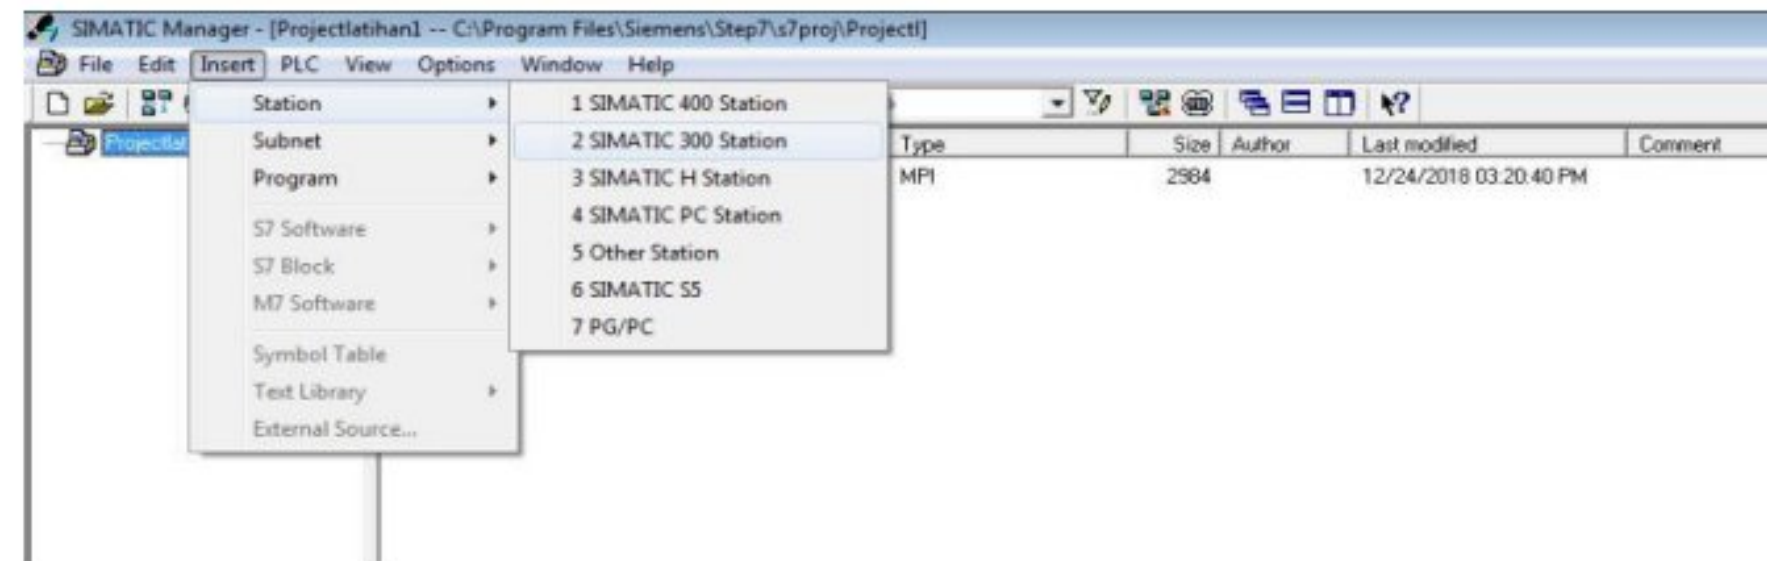 SIMATIC Manager - [Projectlatihan1 -- C:\Program Files\Siemens\Step7\s7proj\Projectl]
File Edit Insert PLC View Options Window Help
Station
Subnet
Program
S7 Software
S7 Block
M7 Software
Symbol Table
Text Library
External Source...
1 SIMATIC 400 Station
2 SIMATIC 300 Station
3 SIMATIC H Station
4 SIMATIC PC Station
5 Other Station
6 SIMATIC S5
7 PG/PC
Projectlat
Type Size Author Last modified Comment
MPI 2984 12/24/2018 03:20:40 PM